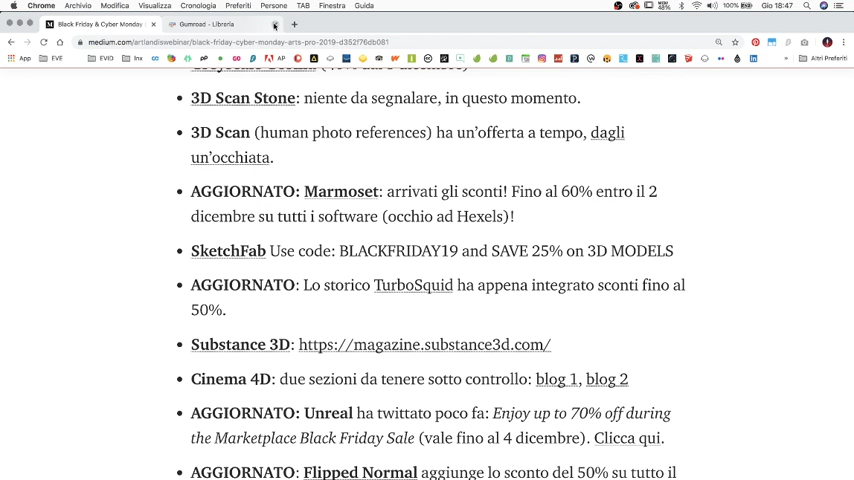 Chrome Archivio Modifica Visualizza Cronologia Preferiti Persone TAB Finestra Guida 48% 100% Gio 18:47
Black Friday & Cyber Monday Gumroad - Libreria
medium.com/artlandiswebinar/black-friday-cyber-monday-arts-pro-2019-d352f76db081
App EVE EVI3 Inx pP AP Altri Preferiti
3D Scan Stone: niente da segnalare, in questo momento.
3D Scan (human photo references) ha un'offerta a tempo, dagli
un'occhiata.
AGGIORNATO: Marmoset: arrivati gli sconti! Fino al 60% entro il 2
dicembre su tutti i software (occhio ad Hexels)!
SketchFab Use code: BLACKFRIDAY19 and SAVE 25% on 3D MODELS
AGGIORNATO: Lo storico TurboSquid ha appena integrato sconti fino al
50%.
Substance 3D: https://magazine.substance3d.com/
Cinema 4D: due sezioni da tenere sotto controllo: blog 1, blog 2
AGGIORNATO: Unreal ha twittato poco fa: Enjoy up to 70% off during
the Marketplace Black Friday Sale (vale fino al 4 dicembre). Clicca qui.
AGGIORNATO: Flipped Normal aggiunge lo sconto del 50% su tutto il